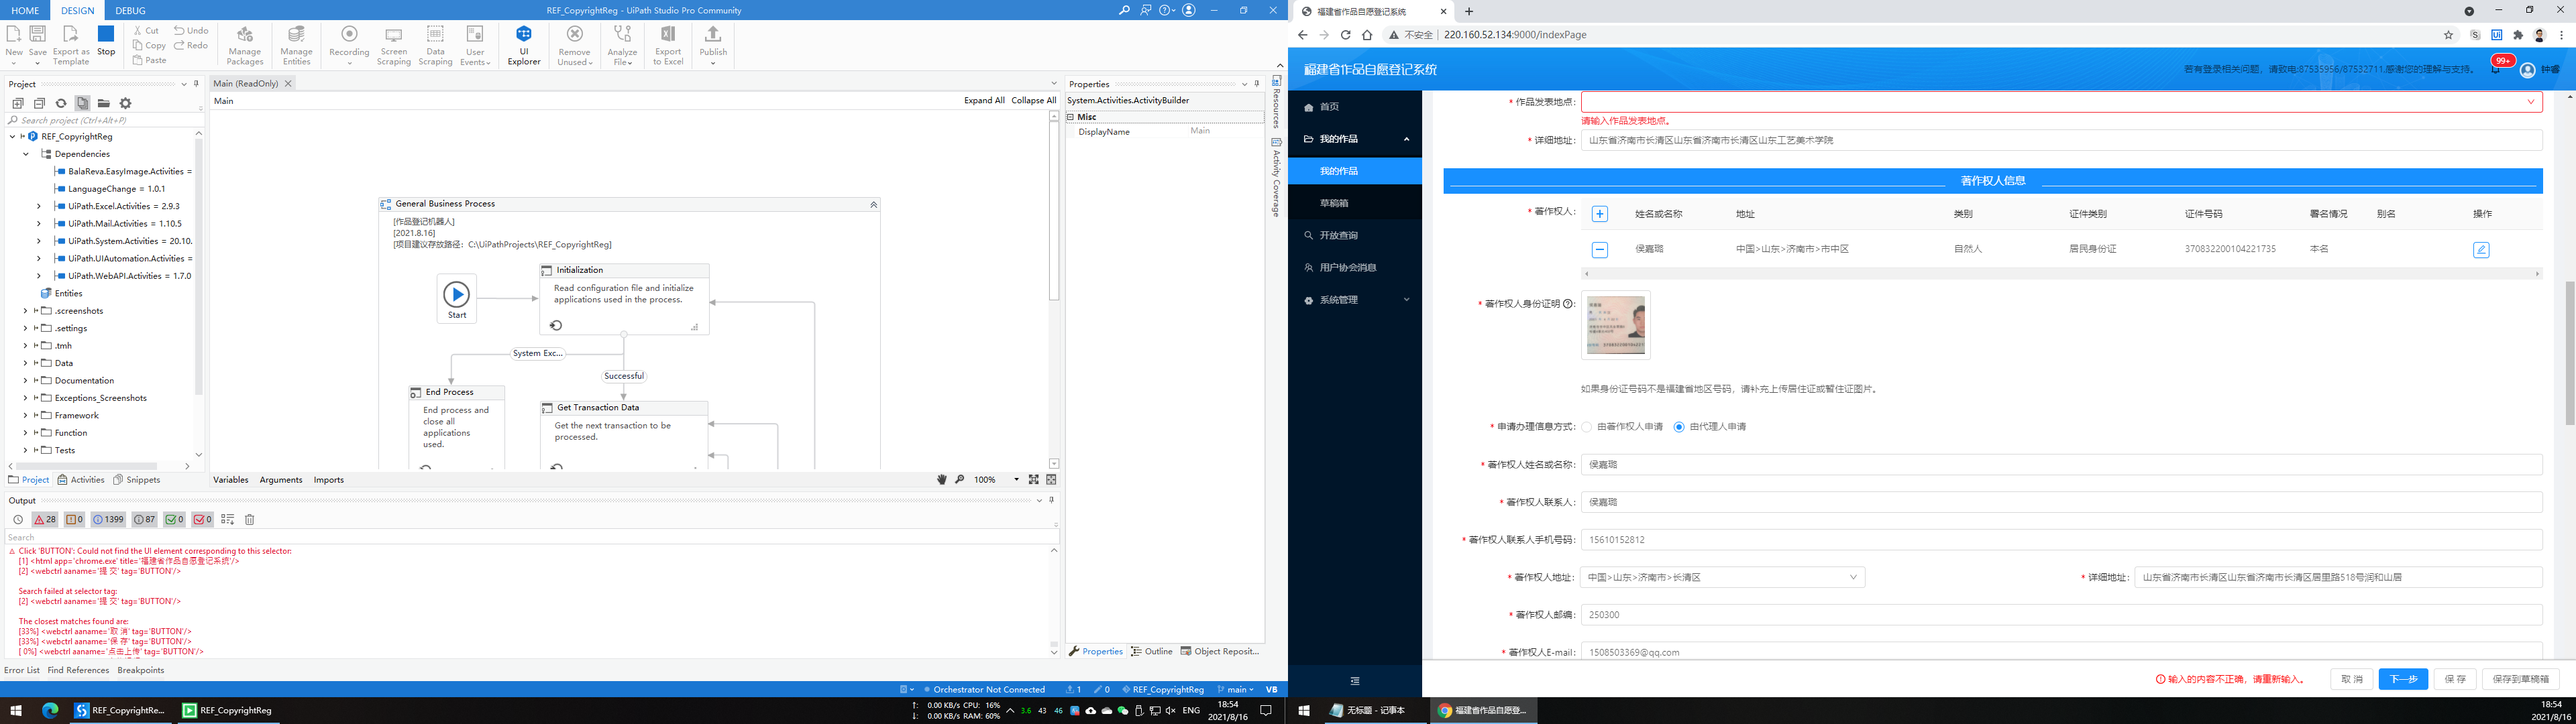 HOME DESIGN DEBUG REF_CopyrightReg - UiPath Studio Pro Community
New Save Export as Template Stop
Cut Copy Paste Undo Redo
Manage Packages Manage Entities Recording Screen Scraping Data Scraping User Events UI Explorer Remove Unused Analyze File Export to Excel Publish
Project
Search project (Ctrl+Alt+P)
REF_CopyrightReg
Dependencies
BalaReva.EasyImage.Activities =
LanguageChange = 1.0.1
UiPath.Excel.Activities = 2.9.3
UiPath.Mail.Activities = 1.10.5
UiPath.System.Activities = 20.10.
UiPath.UIAutomation.Activities =
UiPath.WebAPI.Activities = 1.7.0
Entities
.screenshots
.settings
.tmh
Data
Documentation
Exceptions_Screenshots
Framework
Function
Tests
Project Activities Snippets
Main (ReadOnly)
Main Expand All Collapse All
General Business Process
[作品登记机器人]
[2021.8.16]
[项目建议存放路径：C:\UiPathProjects\REF_CopyrightReg]
Start
Initialization
Read configuration file and initialize
applications used in the process.
System Exc...
Successful
End Process
End process and
close all
applications
used.
Get Transaction Data
Get the next transaction to be
processed.
Variables Arguments Imports 100%
Properties
System.Activities.ActivityBuilder
Misc
DisplayName Main
Resources
Activity Coverage
Properties Outline Object Reposit...
Output
28 0 1399 87 0 0
Search
Click 'BUTTON': Could not find the UI element corresponding to this selector:
[1] <html app='chrome.exe' title='福建省作品自愿登记系统'/>
[2] <webctrl aaname='提 交' tag='BUTTON'/>
Search failed at selector tag:
[2] <webctrl aaname='提 交' tag='BUTTON'/>
The closest matches found are:
[33%] <webctrl aaname='取 消' tag='BUTTON'/>
[33%] <webctrl aaname='保 存' tag='BUTTON'/>
[ 0%] <webctrl aaname='点击上传' tag='BUTTON'/>
Error List Find References Breakpoints
Orchestrator Not Connected 1 0 REF_CopyrightReg main VB
REF_CopyrightRe... REF_CopyrightReg
0.00 KB/s CPU: 16%
0.00 KB/s RAM: 60%
3.6 43 46 ENG
18:54
2021/8/16
福建省作品自愿登记系统
不安全 220.160.52.134:9000/indexPage
福建省作品自愿登记系统
若有登录相关问题，请致电:87535956/87532711,感谢您的理解与支持。 99+ 钟睿
首页
我的作品
我的作品
草稿箱
开放查询
用户协会消息
系统管理
* 作品发表地点:
请输入作品发表地点。
* 详细地址: 山东省济南市长清区山东省济南市长清区山东工艺美术学院
著作权人信息
* 著作权人: 姓名或名称 地址 类别 证件类别 证件号码 署名情况 别名 操作
侯嘉璐 中国>山东>济南市>市中区 自然人 居民身份证 370832200104221735 本名
* 著作权人身份证明:
如果身份证号码不是福建省地区号码，请补充上传居住证或暂住证图片。
* 申请办理信息方式: 由著作权人申请 由代理人申请
* 著作权人姓名或名称: 侯嘉璐
* 著作权人联系人: 侯嘉璐
* 著作权人联系人手机号码: 15610152812
* 著作权人地址: 中国>山东>济南市>长清区 * 详细地址: 山东省济南市长清区山东省济南市长清区居里路518号润和山居
* 著作权人邮编: 250300
* 著作权人E-mail: 1508503369@qq.com
输入的内容不正确，请重新输入。 取 消 下一步 保 存 保存到草稿箱
无标题 - 记事本 福建省作品自愿登...
18:54
2021/8/16